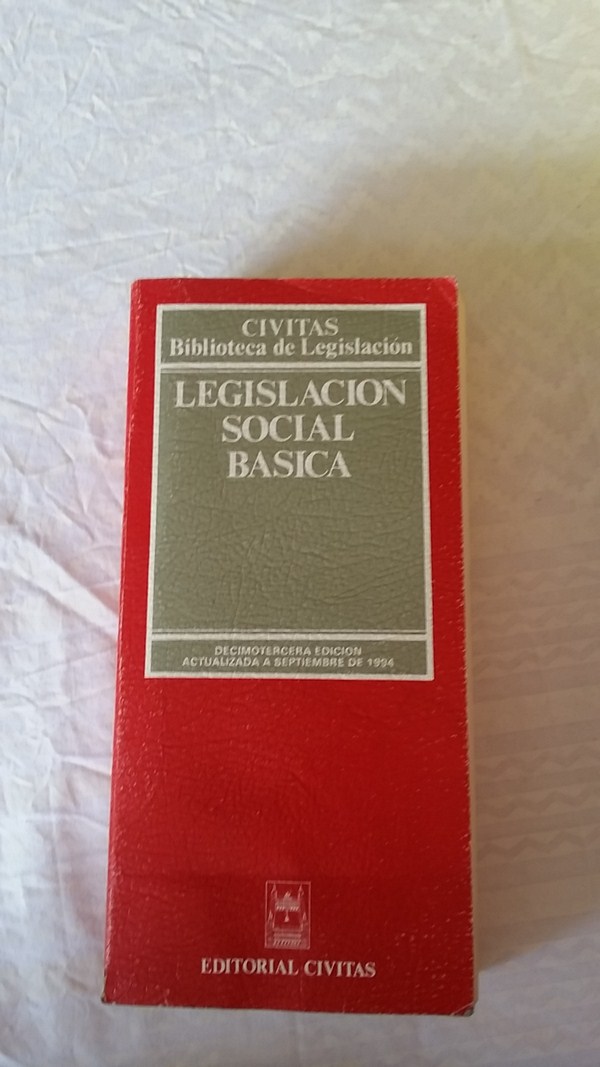 CIVITAS
Biblioteca de Legislación
LEGISLACION
SOCIAL
BASICA
DECIMOTERCERA EDICION
ACTUALIZADA A SEPTIEMBRE DE 1994
EDITORIAL CIVITAS